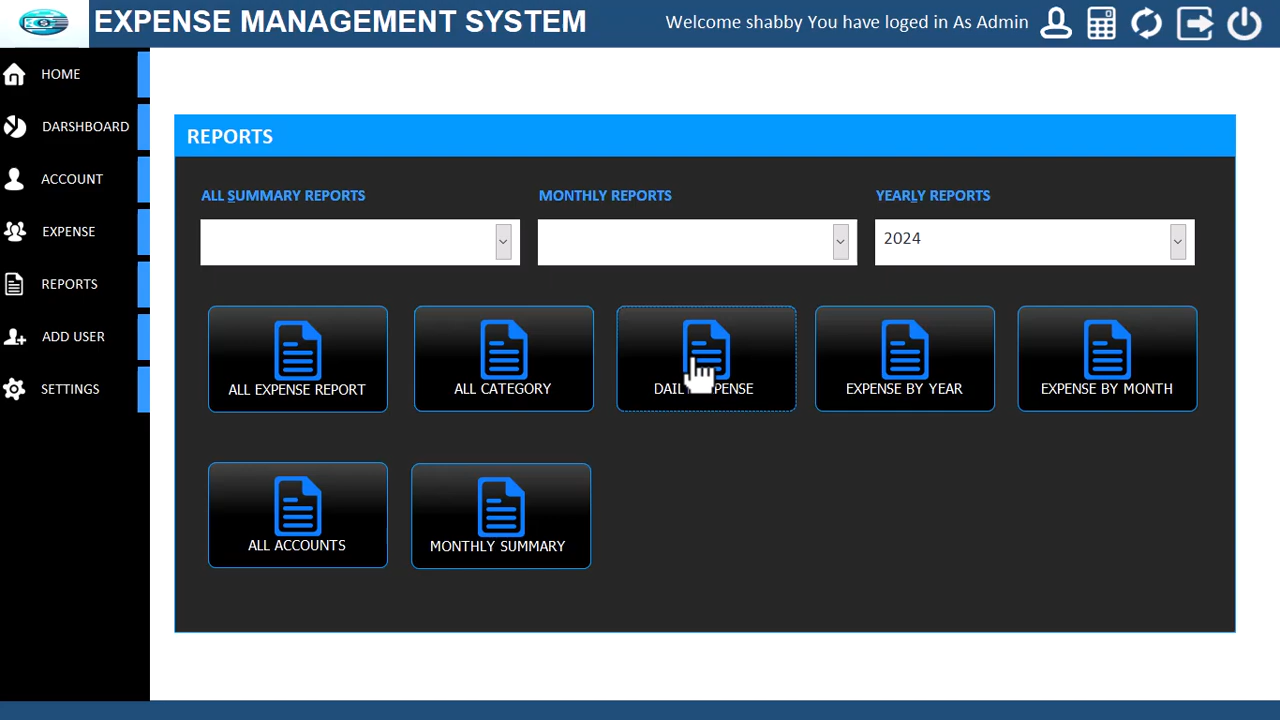 EXPENSE MANAGEMENT SYSTEM
Welcome shabby You have loged in As Admin
HOME
DARSHBOARD
ACCOUNT
EXPENSE
REPORTS
ADD USER
SETTINGS
REPORTS
ALL SUMMARY REPORTS
MONTHLY REPORTS
YEARLY REPORTS
2024
ALL EXPENSE REPORT
ALL CATEGORY
DAILY EXPENSE
EXPENSE BY YEAR
EXPENSE BY MONTH
ALL ACCOUNTS
MONTHLY SUMMARY